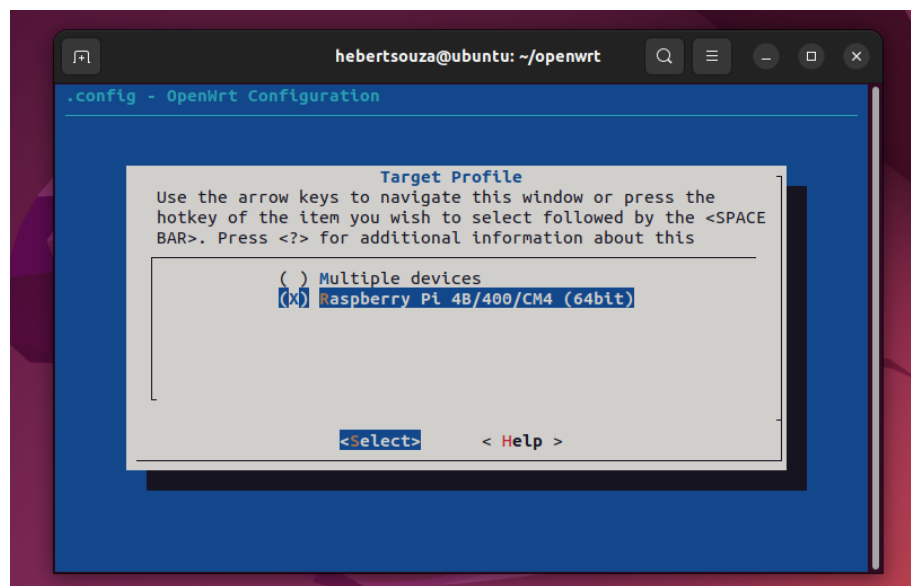 hebertsouza@ubuntu: ~/openwrt
.config - OpenWrt Configuration
Target Profile
Use the arrow keys to navigate this window or press the
hotkey of the item you wish to select followed by the <SPACE
BAR>. Press <?> for additional information about this
( ) Multiple devices
(X) Raspberry Pi 4B/400/CM4 (64bit)
<Select> < Help >